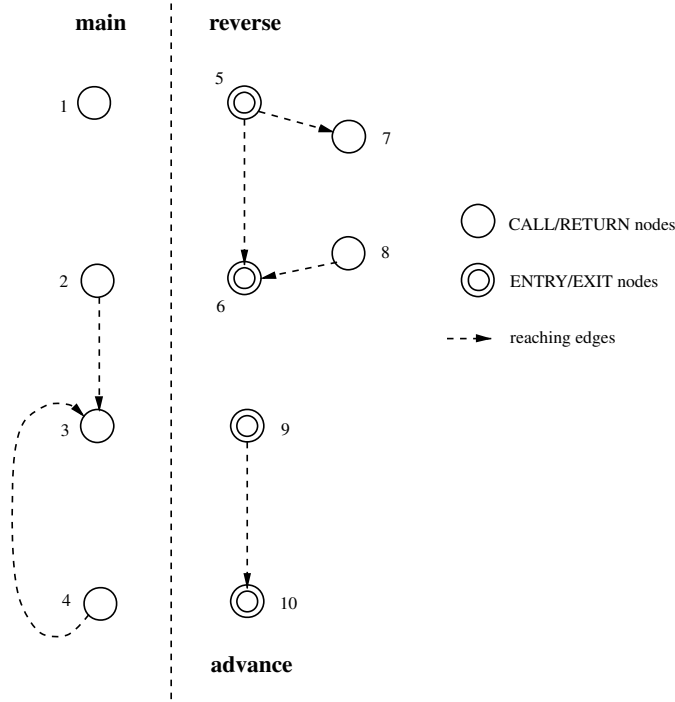 main
reverse
1
5
7
2
6
8
CALL/RETURN nodes
ENTRY/EXIT nodes
reaching edges
3
9
4
10
advance